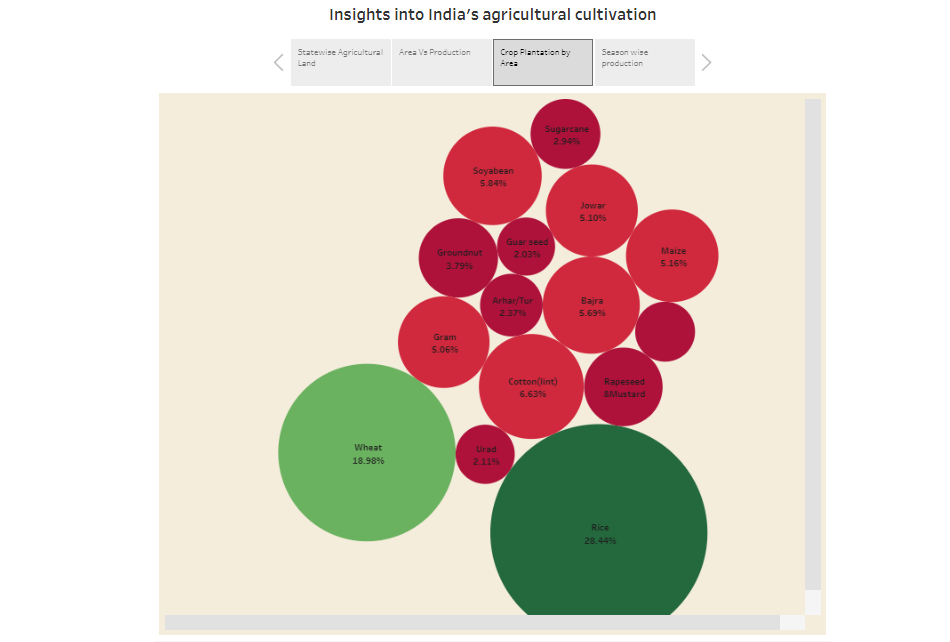 Insights into India's agricultural cultivation
Statewise Agricultural
Land
Area Vs Production
Crop Plantation by
Area
Season wise
production
Sugarcane
2.94%
Soyabean
5.84%
Jowar
5.10%
Guar seed
2.03%
Groundnut
3.79%
Maize
5.16%
Arhar/Tur
2.37%
Bajra
5.69%
Gram
5.06%
Cotton(lint)
6.63%
Rapeseed
&Mustard
Wheat
18.98%
Urad
2.11%
Rice
28.44%